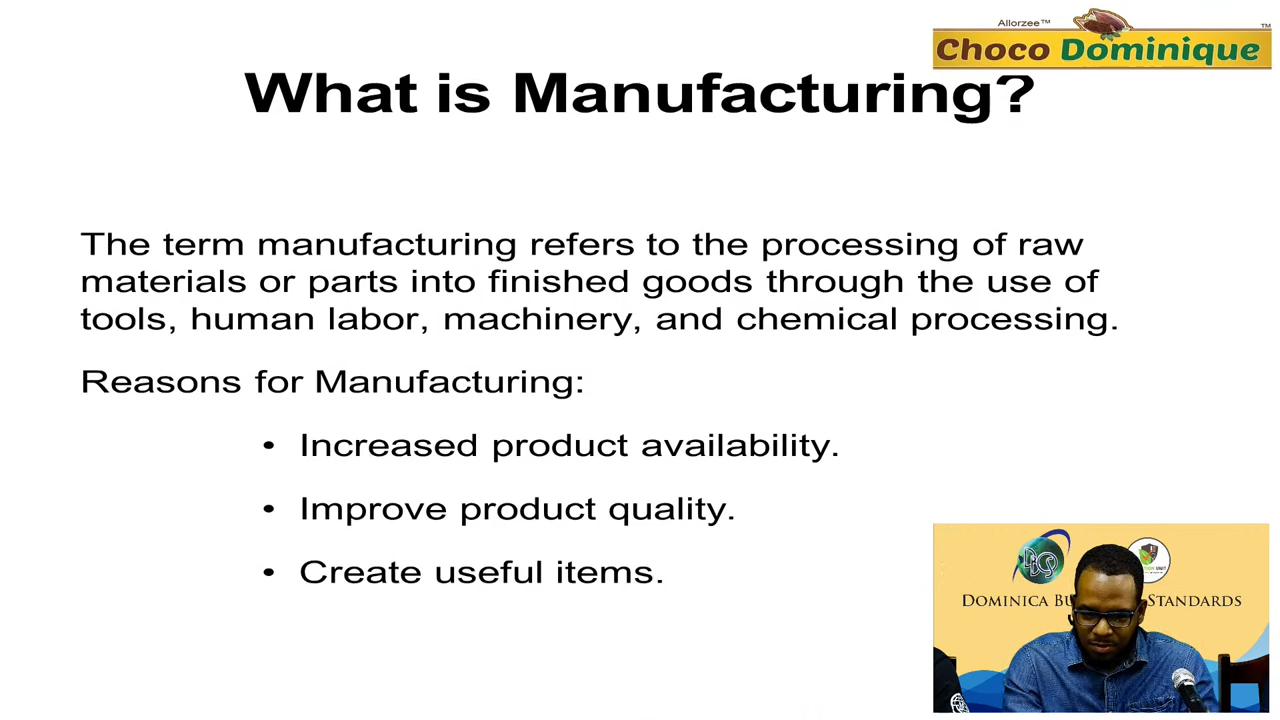 Allorzee™
Choco Dominique ™
What is Manufacturing?
The term manufacturing refers to the processing of raw
materials or parts into finished goods through the use of
tools, human labor, machinery, and chemical processing.
Reasons for Manufacturing:
• Increased product availability.
• Improve product quality.
• Create useful items.
DBOS
DOMINICA BU STANDARDS